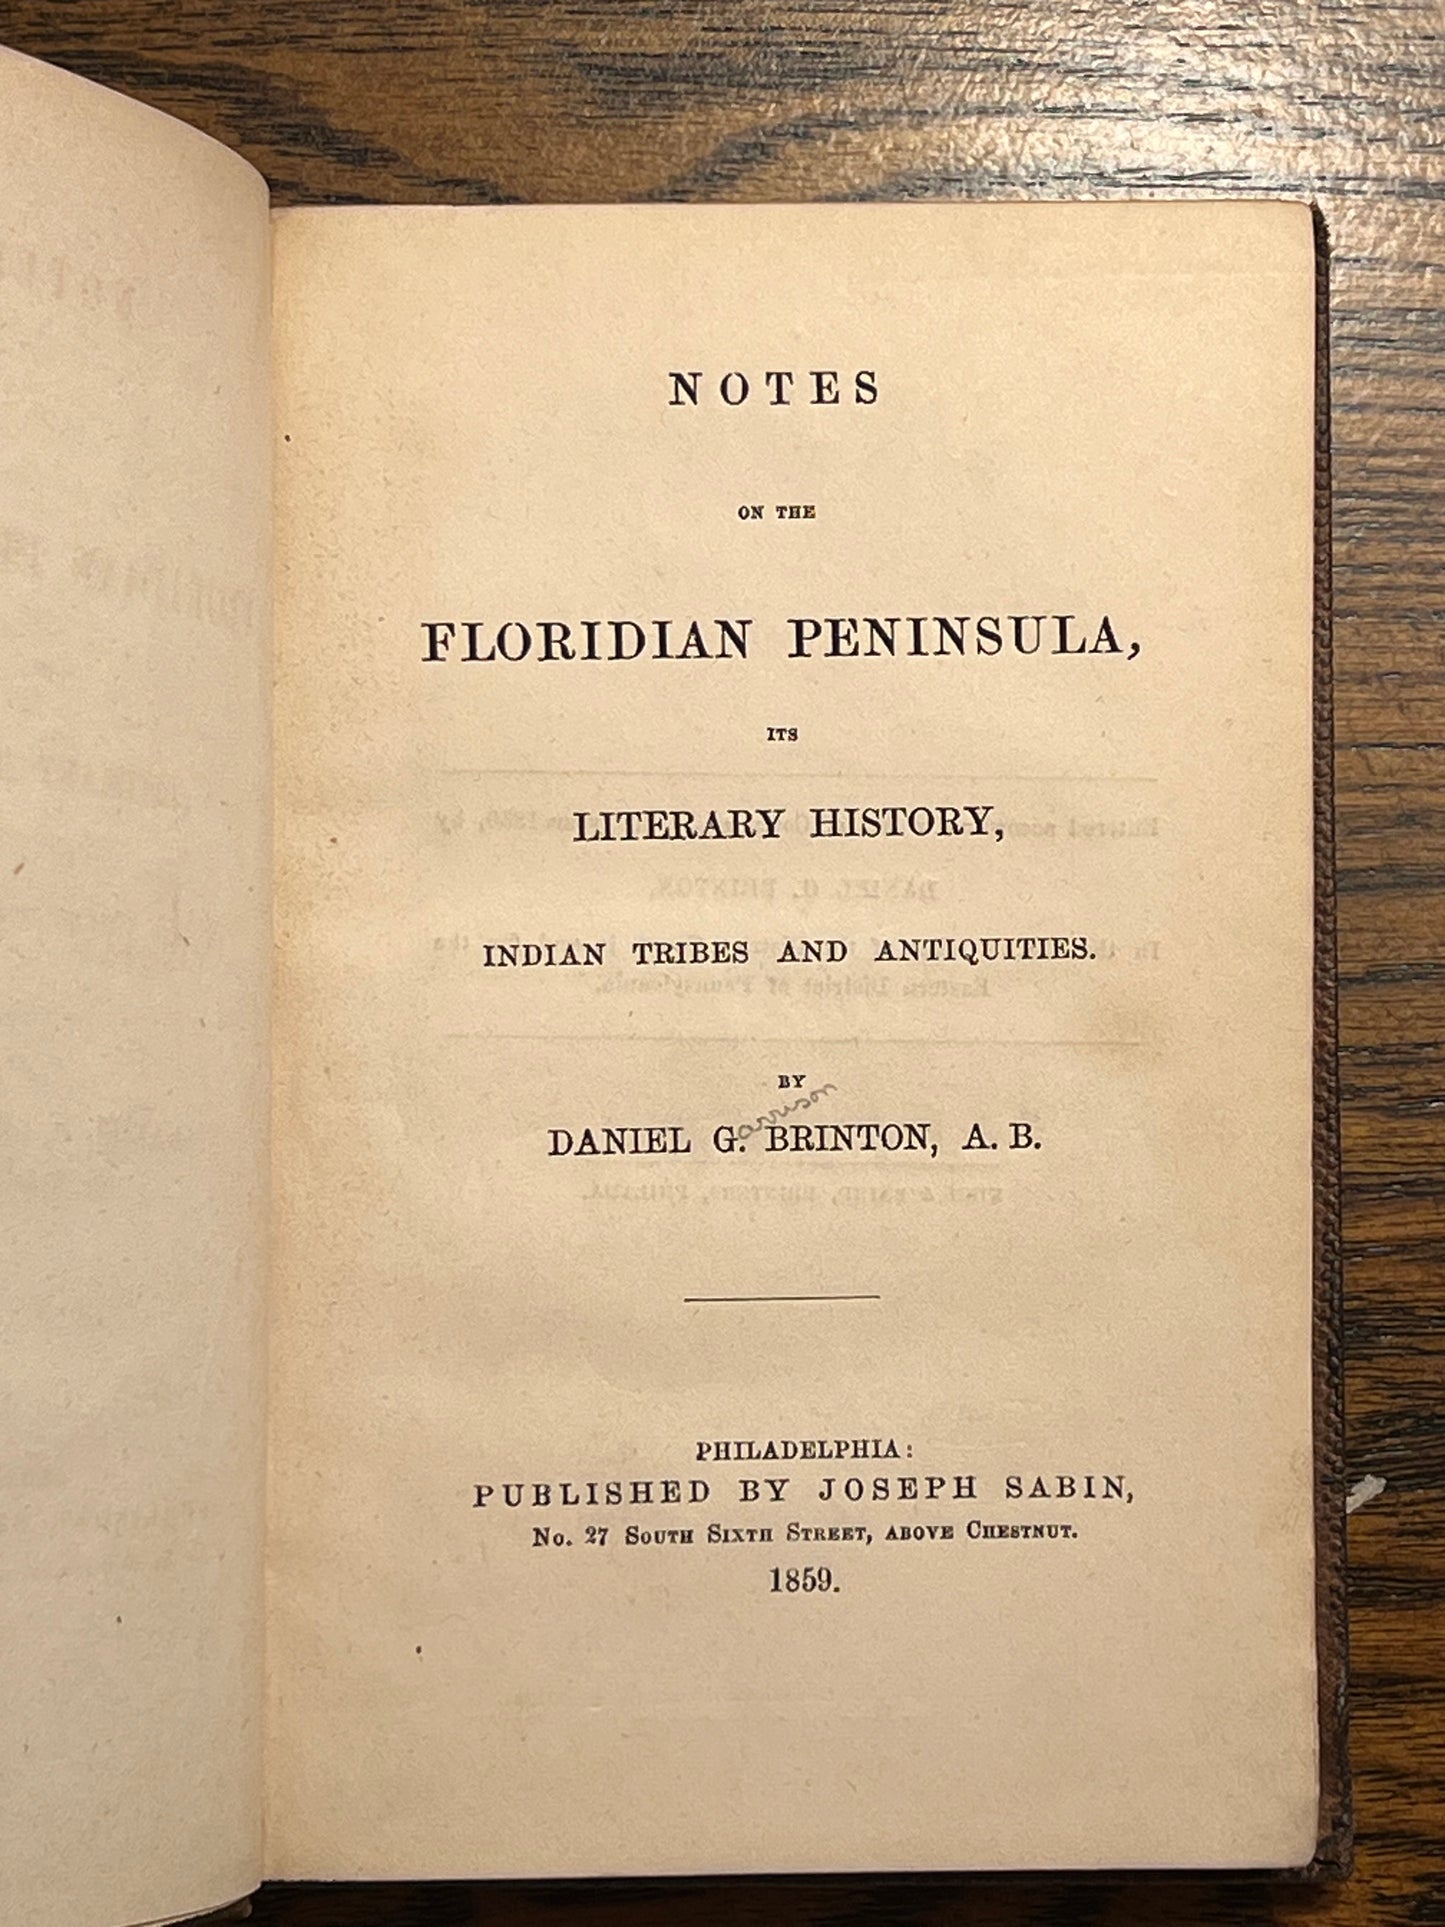 NOTES
ON THE
FLORIDIAN PENINSULA,
ITS
LITERARY HISTORY,
INDIAN TRIBES AND ANTIQUITIES.
BY
arrison
DANIEL G. BRINTON, A. B.
PHILADELPHIA:
PUBLISHED BY JOSEPH SABIN,
No. 27 South Sixth Street, above Chestnut.
1859.